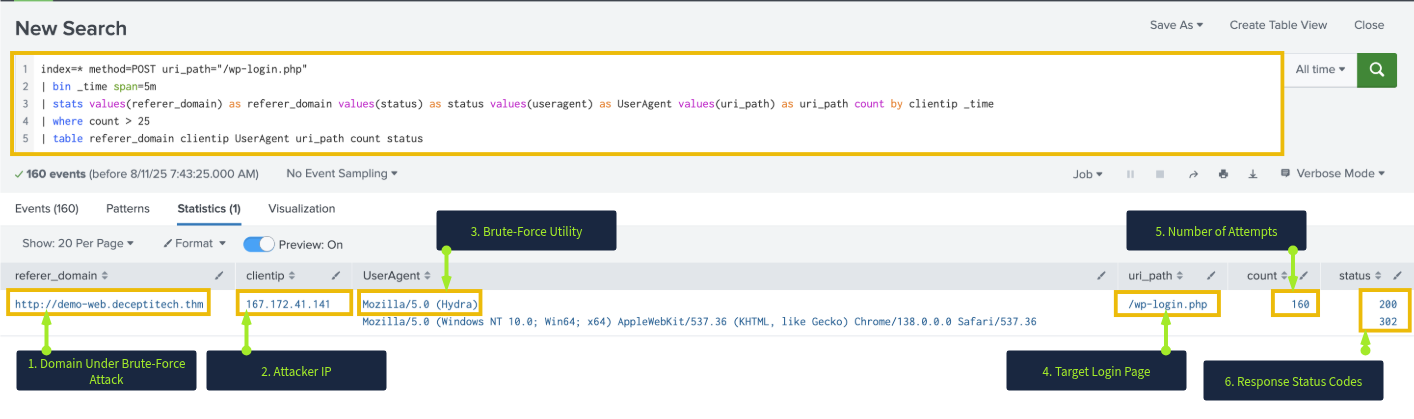 New Search
Save As ▾ Create Table View Close
1 index=* method=POST uri_path="/wp-login.php"
2 | bin _time span=5m
3 | stats values(referer_domain) as referer_domain values(status) as status values(useragent) as UserAgent values(uri_path) as uri_path count by clientip _time
4 | where count > 25
5 | table referer_domain clientip UserAgent uri_path count status
All time ▾
✓ 160 events (before 8/11/25 7:43:25.000 AM) No Event Sampling ▾
Job ▾ Verbose Mode ▾
Events (160) Patterns Statistics (1) Visualization
Show: 20 Per Page ▾ Format ▾ Preview: On
3. Brute-Force Utility
5. Number of Attempts
referer_domain clientip UserAgent uri_path count status
http://demo-web.deceptitech.thm 167.172.41.141 Mozilla/5.0 (Hydra) /wp-login.php 160 200
Mozilla/5.0 (Windows NT 10.0; Win64; x64) AppleWebKit/537.36 (KHTML, like Gecko) Chrome/138.0.0.0 Safari/537.36 302
1. Domain Under Brute-Force
Attack
2. Attacker IP
4. Target Login Page
6. Response Status Codes